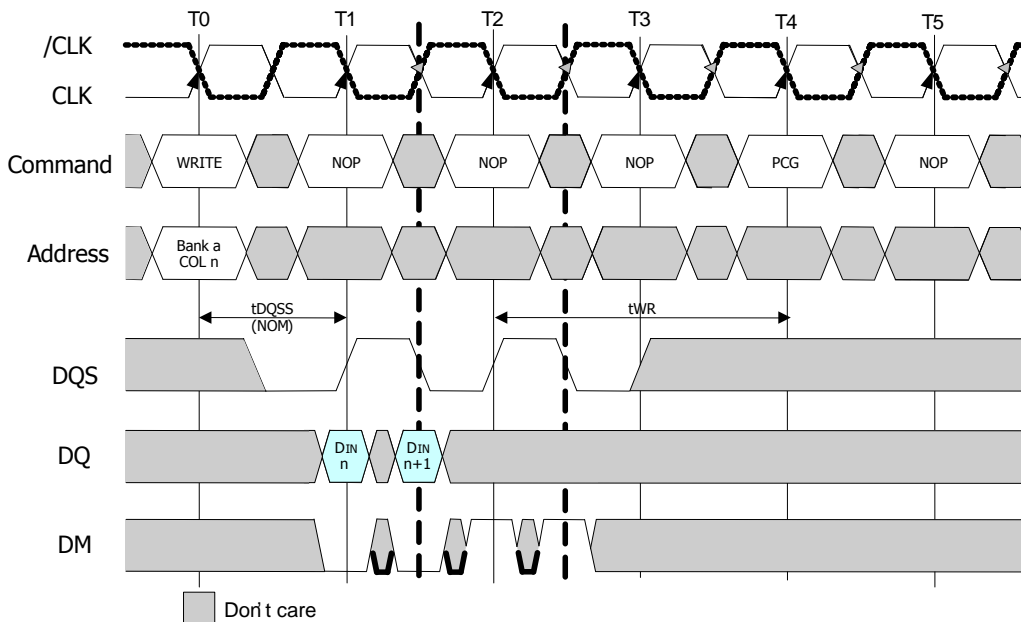 T0 T1 T2 T3 T4 T5
/CLK
CLK
Command WRITE NOP NOP NOP PCG NOP
Address Bank a
COL n
tDQSS
(NOM)
tWR
DQS
DQ DIN
n
DIN
n+1
DM
Don't care